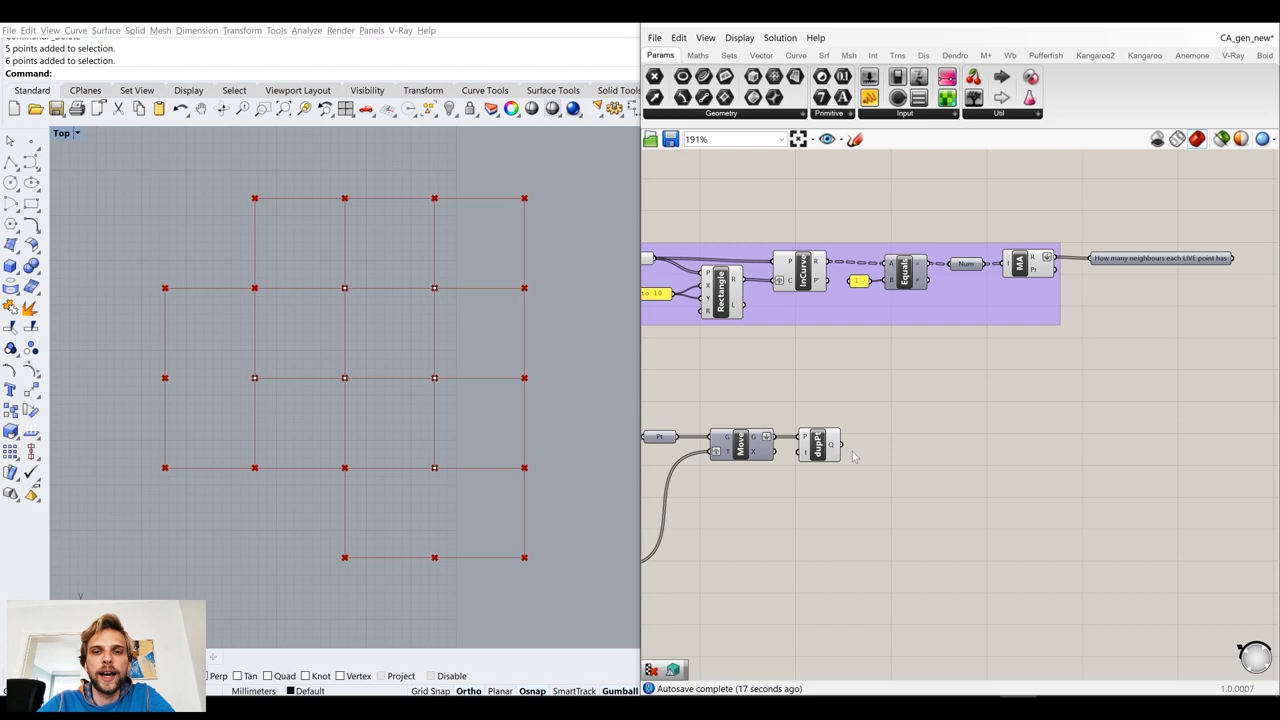 File Edit View Curve Surface Solid Mesh Dimension Transform Tools Analyze Render Panels V-Ray Help
5 points added to selection.
6 points added to selection.
Command:
Standard CPlanes Set View Display Select Viewport Layout Visibility Transform Curve Tools Surface Tools Solid Tools
Top
y
Perp Tan Quad Knot Vertex Project Disable
Millimeters Default Grid Snap Ortho Planar Osnap SmartTrack Gumball
File Edit View Display Solution Help CA_gen_new*
Params Maths Sets Vector Curve Srf Msh Int Trns Dis Dendro M+ Wb Pufferfish Kangaroo2 Kangaroo Anemone V-Ray Boid
Geometry Primitive Input Util
191%
P X Y R Rectangle R L
to 10
P C InCurve R P'
1
A B Equals =
Num
I MA R Pr
How many neighbours each LIVE point has
Pt
G T Move G X
P t dupPt Q
Autosave complete (17 seconds ago) 1.0.0007